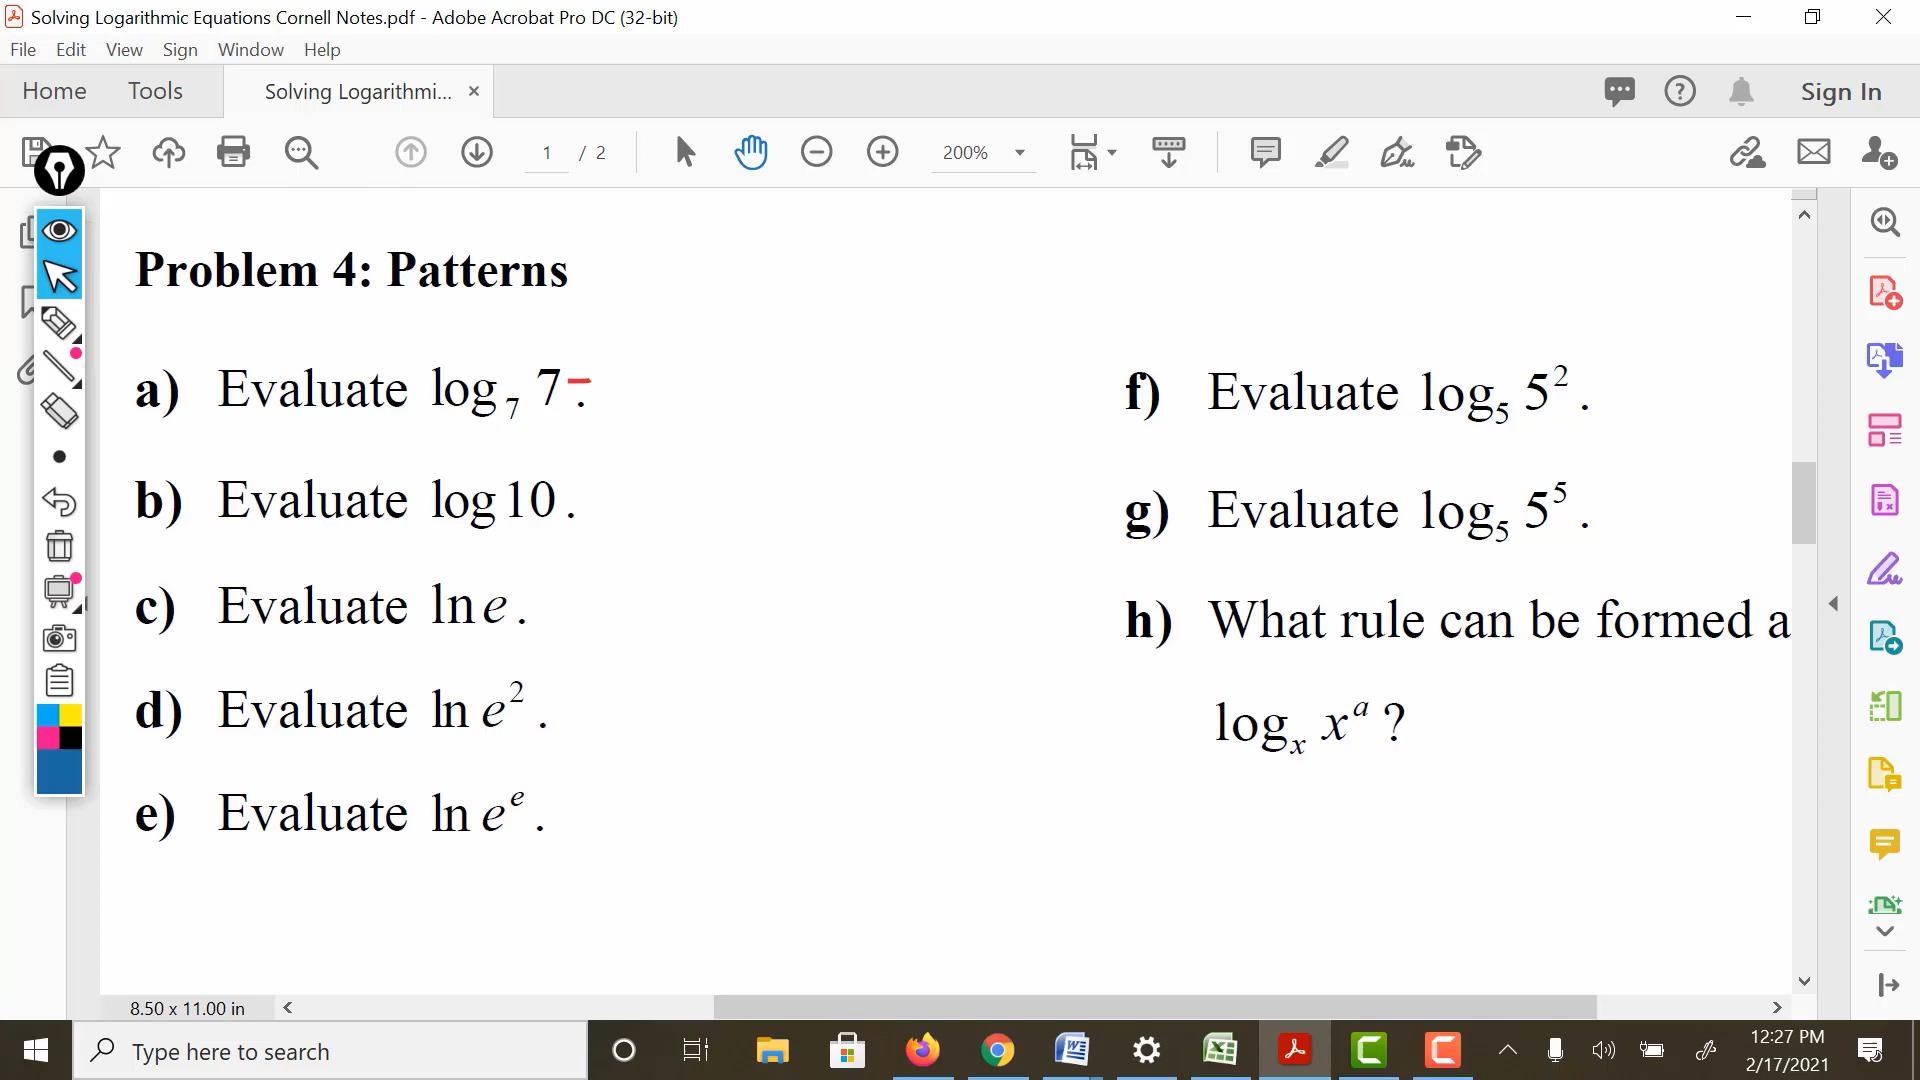 Solving Logarithmic Equations Cornell Notes.pdf - Adobe Acrobat Pro DC (32-bit)
File Edit View Sign Window Help
Home Tools Solving Logarithmi... × Sign In
1 / 2 200%
Problem 4: Patterns
a) Evaluate log₇ 7.
b) Evaluate log 10.
c) Evaluate ln e.
d) Evaluate ln e².
e) Evaluate ln eᵉ.
f) Evaluate log₅ 5².
g) Evaluate log₅ 5⁵.
h) What rule can be formed a
logₓ xᵃ ?
8.50 x 11.00 in
Type here to search
12:27 PM
2/17/2021